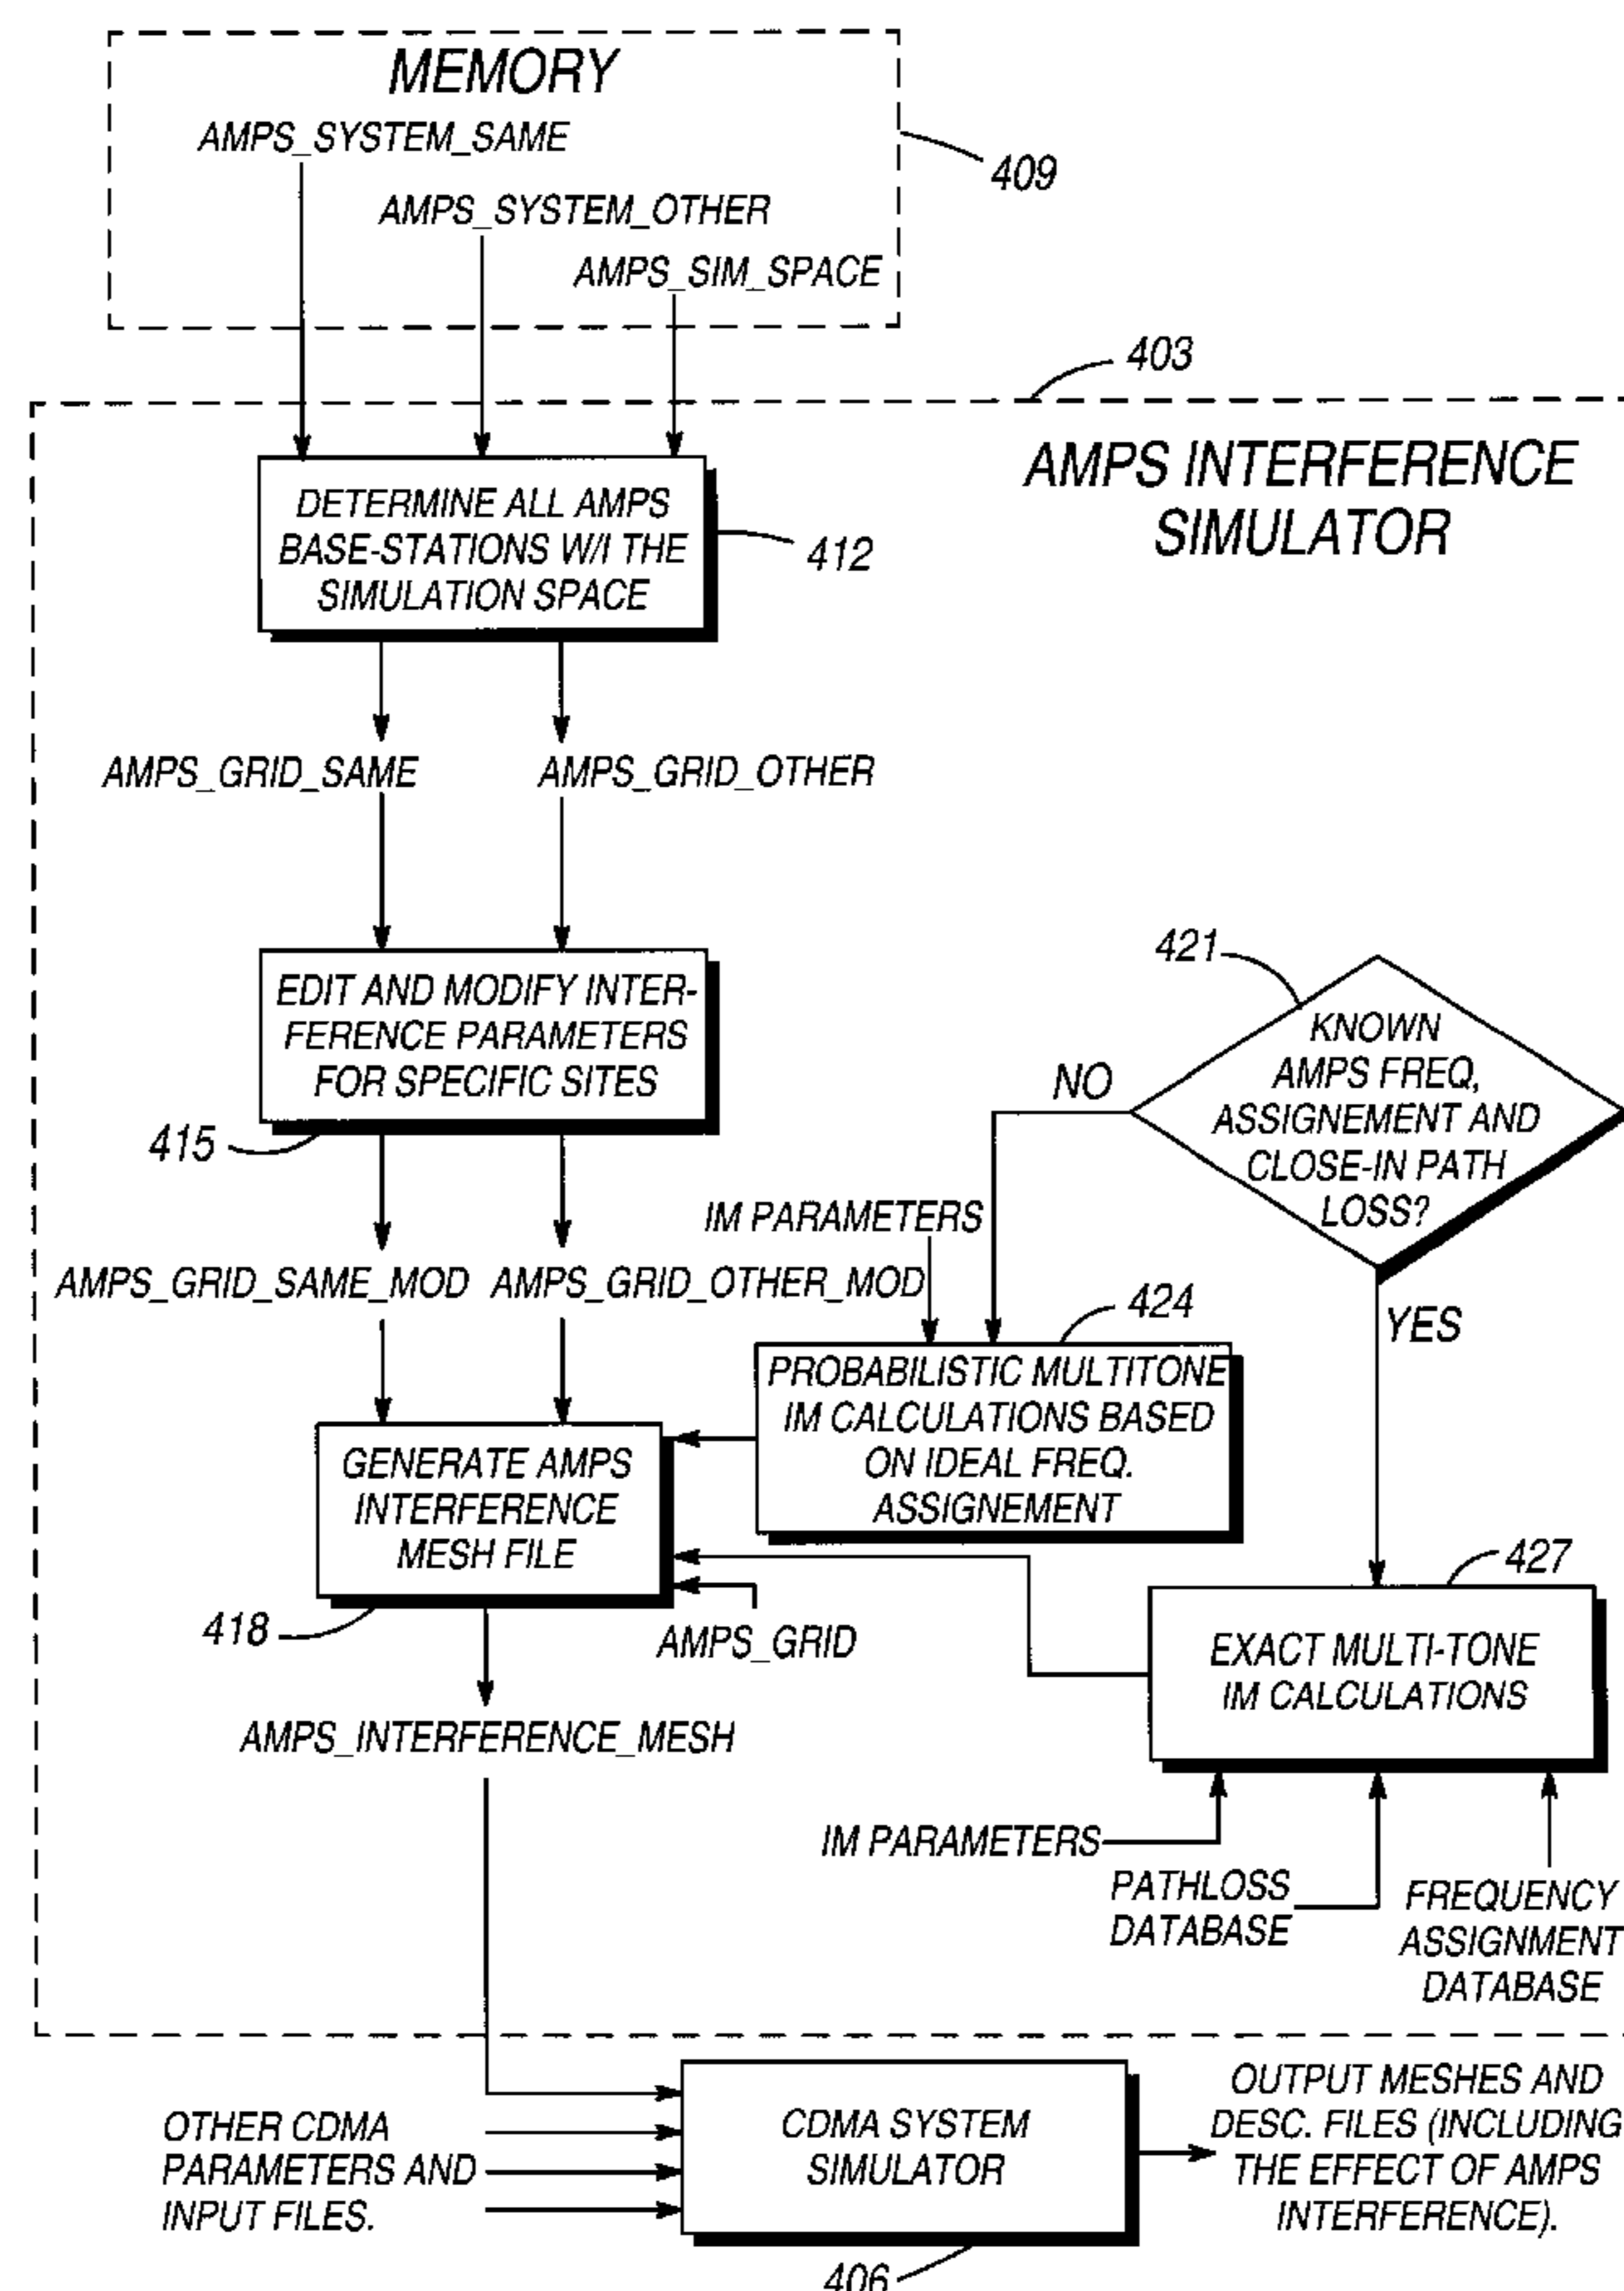 MEMORY
AMPS_SYSTEM_SAME
409
AMPS_SYSTEM_OTHER
AMPS_SIM_SPACE
403
AMPS INTERFERENCE
SIMULATOR
DETERMINE ALL AMPS
BASE-STATIONS W/I THE
SIMULATION SPACE
412
AMPS_GRID_SAME
AMPS_GRID_OTHER
EDIT AND MODIFY INTER-
FERENCE PARAMETERS
FOR SPECIFIC SITES
415
421
KNOWN
AMPS FREQ,
ASSIGNEMENT AND
CLOSE-IN PATH
LOSS?
NO
YES
IM PARAMETERS
AMPS_GRID_SAME_MOD
AMPS_GRID_OTHER_MOD
424
PROBABILISTIC MULTITONE
IM CALCULATIONS BASED
ON IDEAL FREQ.
ASSIGNEMENT
GENERATE AMPS
INTERFERENCE
MESH FILE
418
AMPS_GRID
427
EXACT MULTI-TONE
IM CALCULATIONS
AMPS_INTERFERENCE_MESH
IM PARAMETERS
PATHLOSS
DATABASE
FREQUENCY
ASSIGNMENT
DATABASE
OTHER CDMA
PARAMETERS AND
INPUT FILES.
CDMA SYSTEM
SIMULATOR
406
OUTPUT MESHES AND
DESC. FILES (INCLUDING
THE EFFECT OF AMPS
INTERFERENCE).